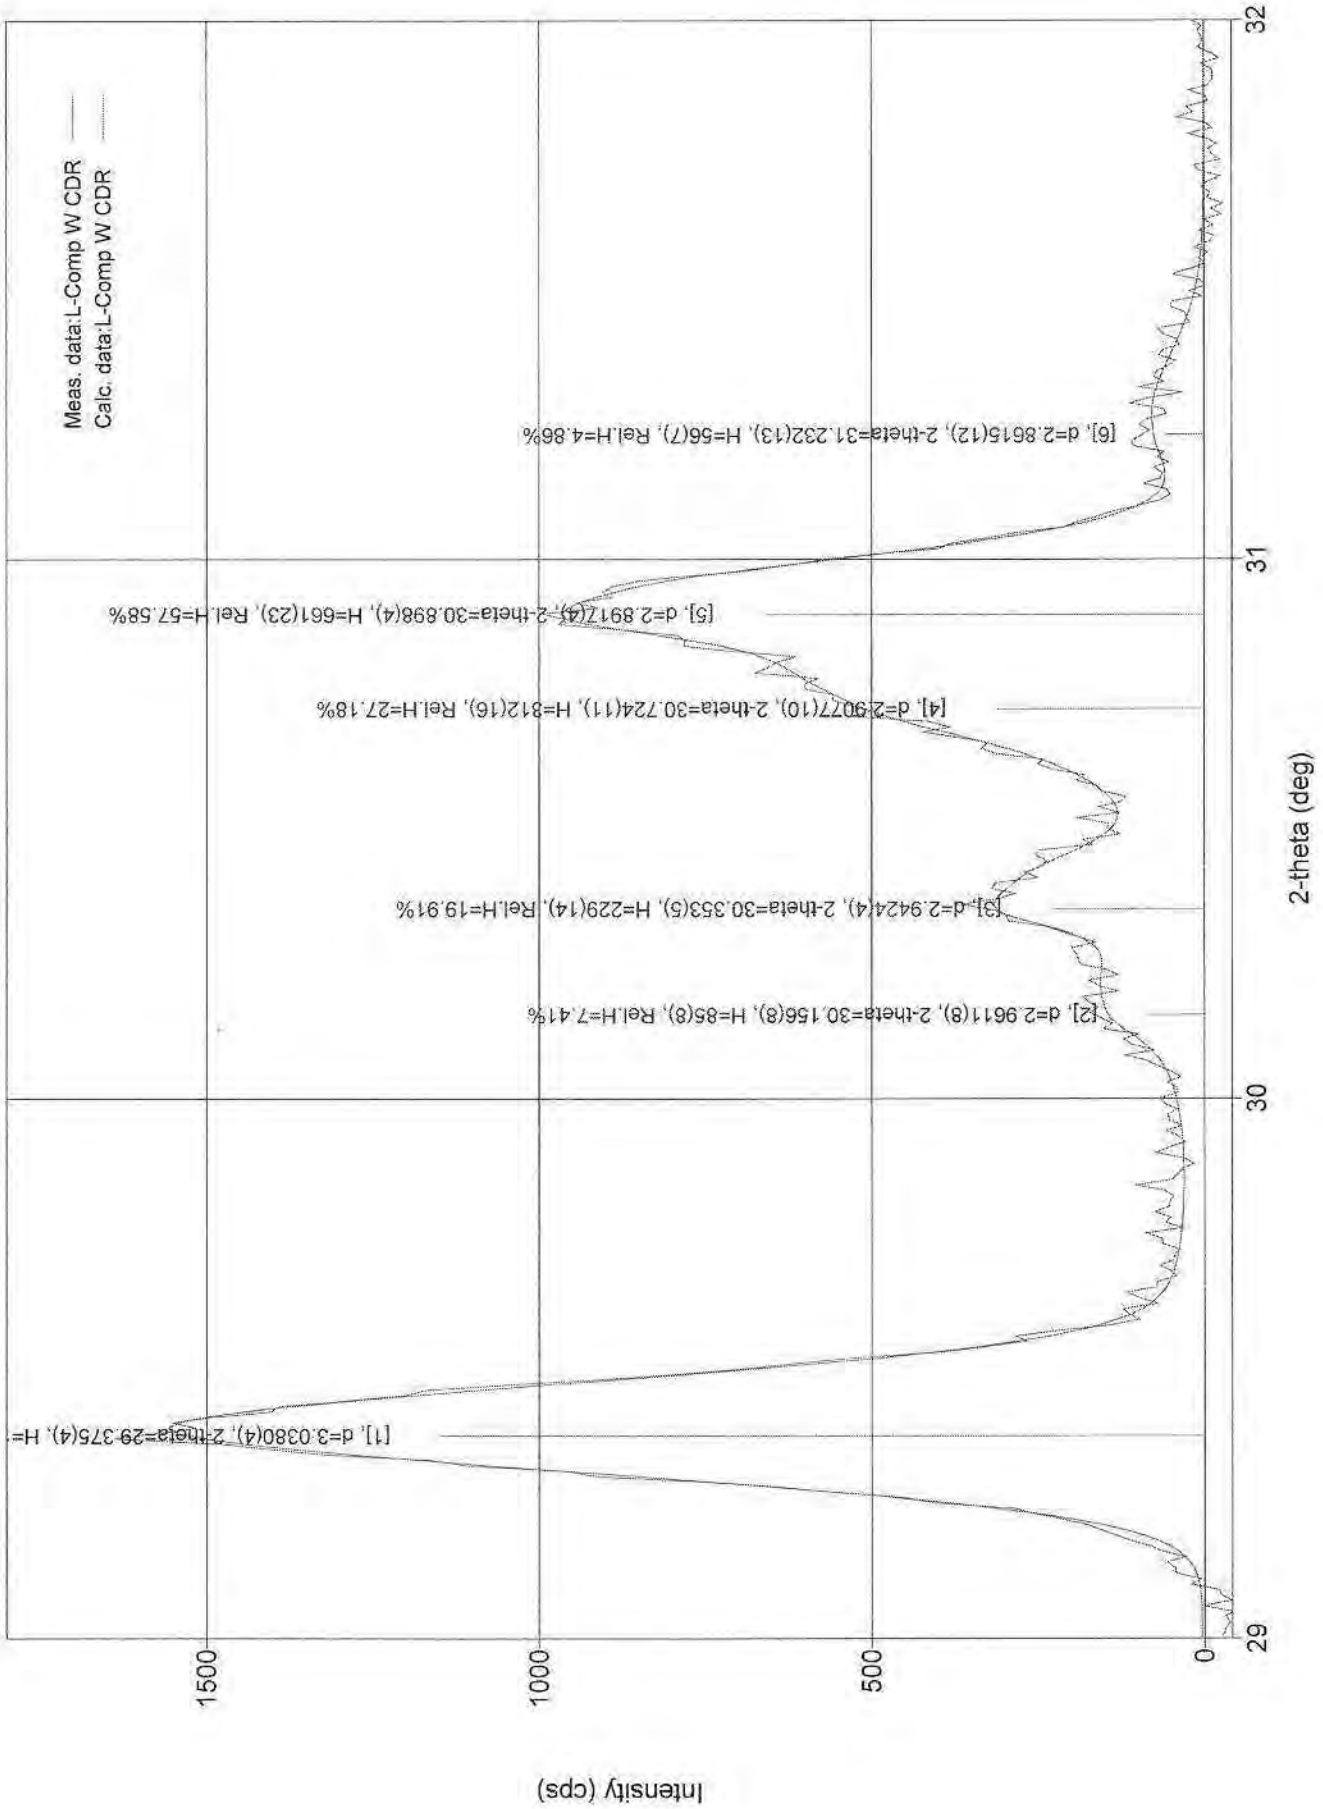 Meas. data:L-Comp W CDR
Calc. data:L-Comp W CDR
Intensity (cps)
1500
1000
500
0
[1], d=3.0380(4), 2-theta=29.375(4), H=
[2], d=2.9611(8), 2-theta=30.156(8), H=85(8), Rel.H=7.41%
[3], d=2.9424(4), 2-theta=30.353(5), H=229(14), Rel.H=19.91%
[4], d=2.9077(10), 2-theta=30.724(11), H=312(16), Rel.H=27.18%
[5], d=2.8917(4), 2-theta=30.898(4), H=661(23), Rel.H=57.58%
[6], d=2.8615(12), 2-theta=31.232(13), H=56(7), Rel.H=4.86%
29
30
31
32
2-theta (deg)